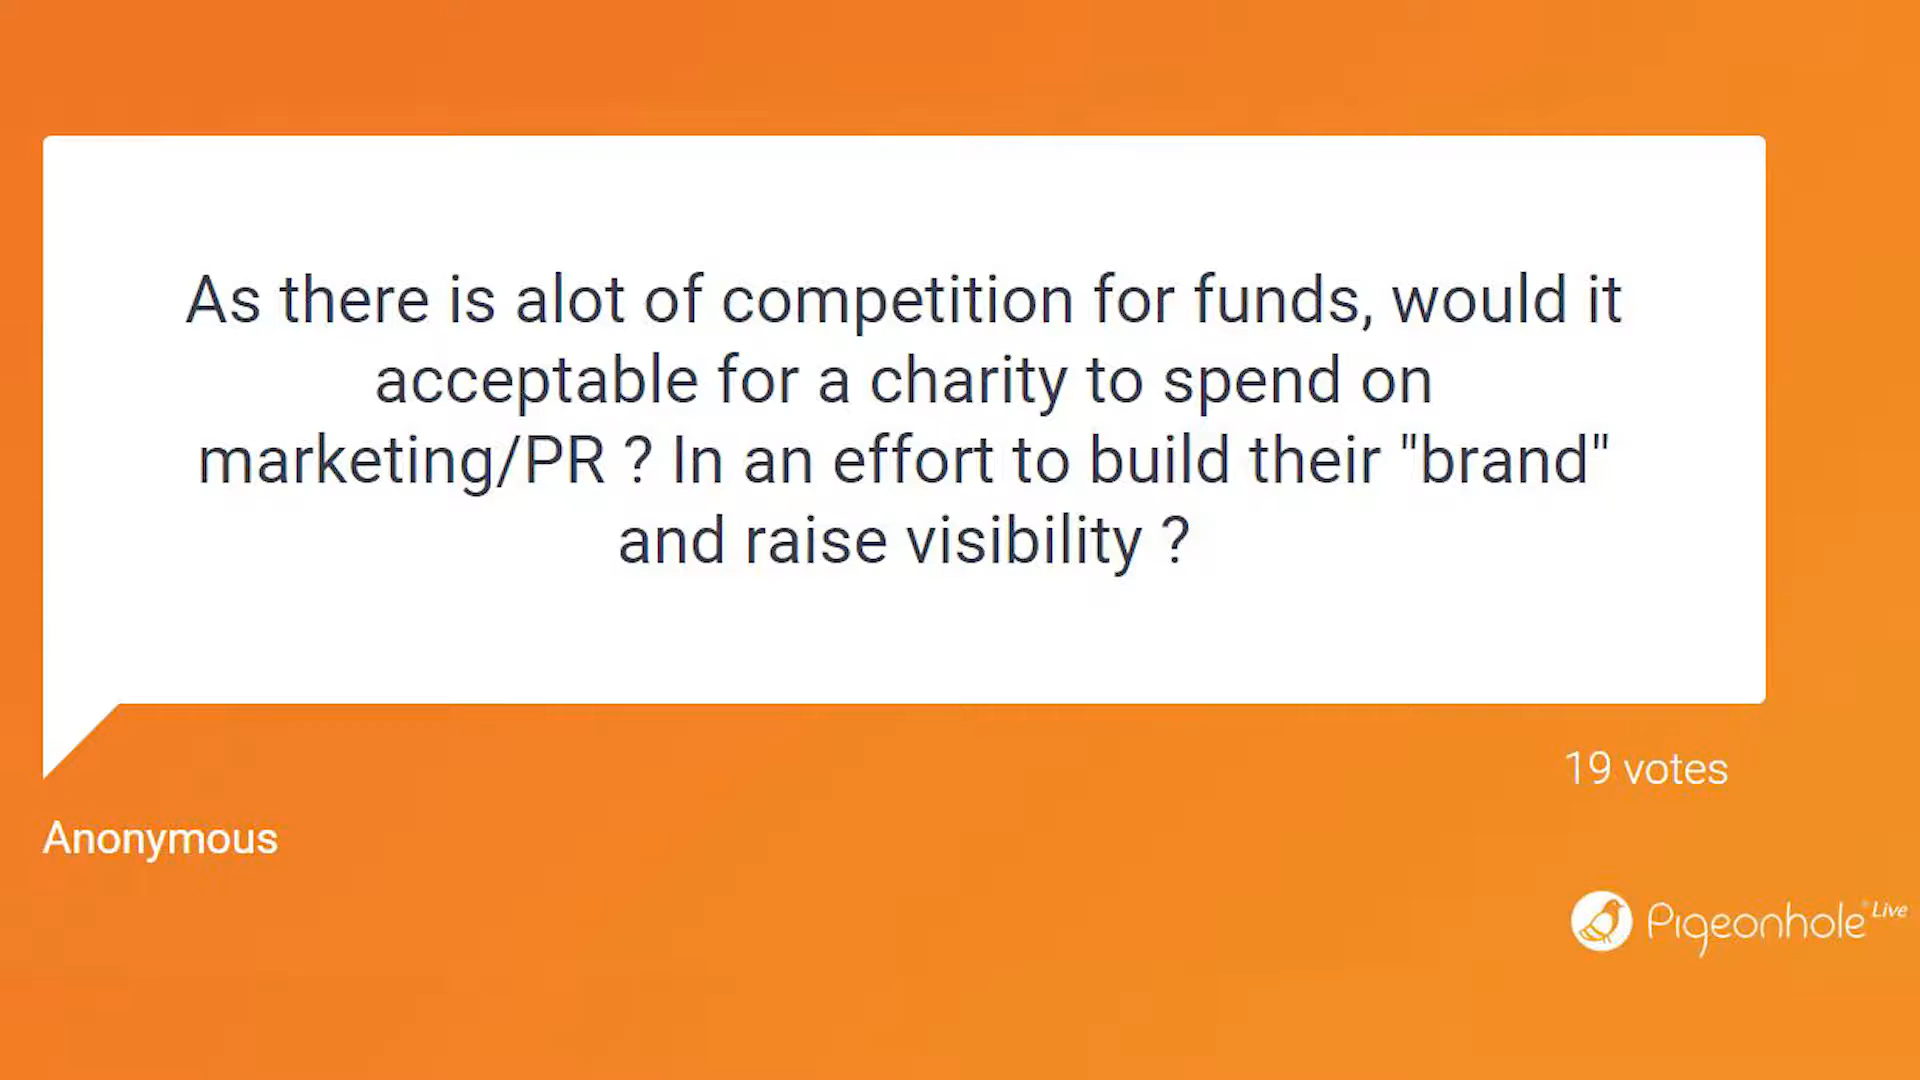 As there is alot of competition for funds, would it
acceptable for a charity to spend on
marketing/PR ? In an effort to build their "brand"
and raise visibility ?
19 votes
Anonymous
Pigeonhole® Live